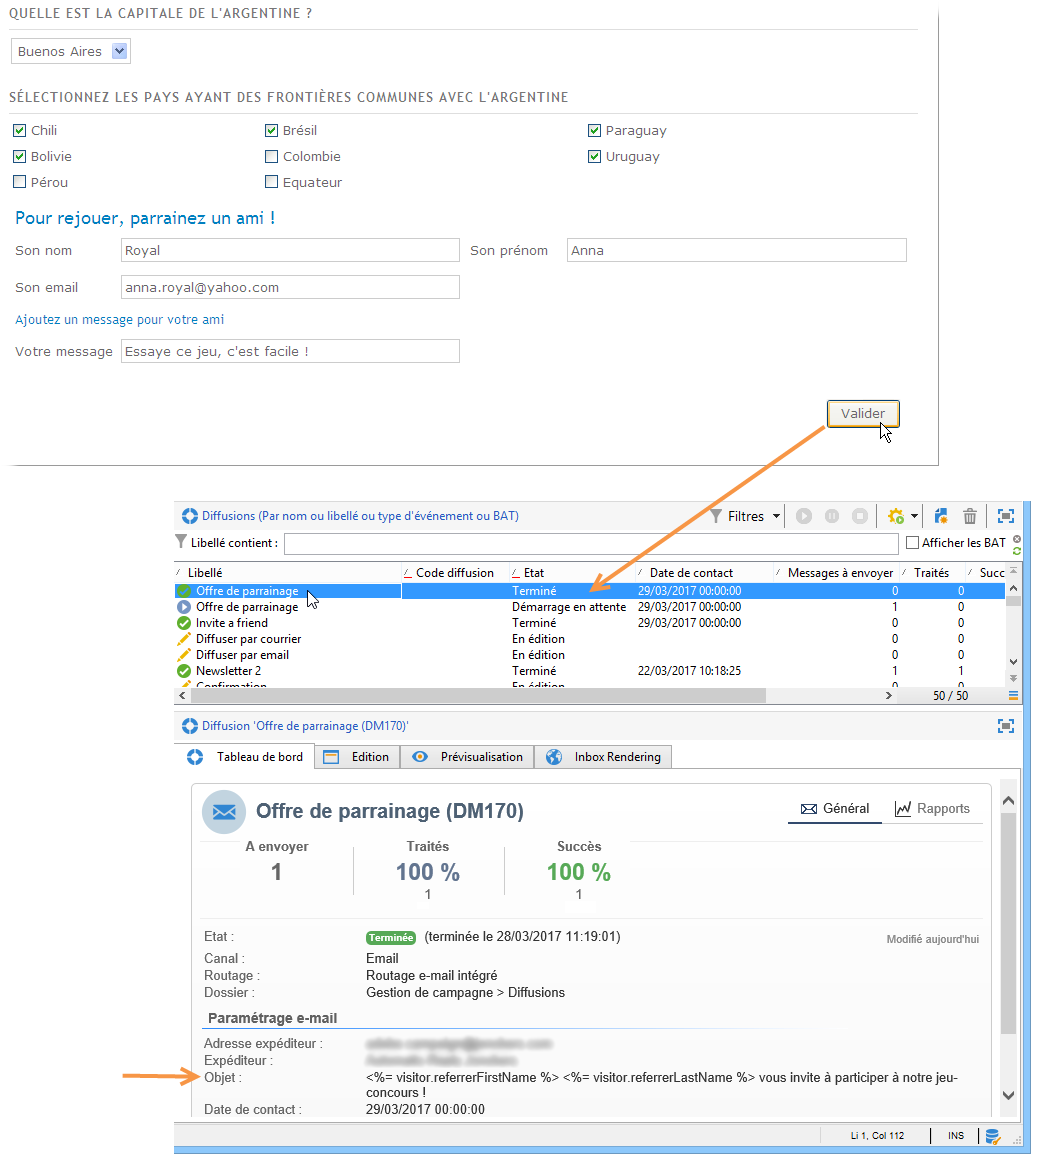 QUELLE EST LA CAPITALE DE L'ARGENTINE ?
Buenos Aires
SÉLECTIONNEZ LES PAYS AYANT DES FRONTIÈRES COMMUNES AVEC L'ARGENTINE
Chili Brésil Paraguay
Bolivie Colombie Uruguay
Pérou Equateur
Pour rejouer, parrainez un ami !
Son nom Royal Son prénom Anna
Son email anna.royal@yahoo.com
Ajoutez un message pour votre ami
Votre message Essaye ce jeu, c'est facile !
Valider
Diffusions (Par nom ou libellé ou type d'événement ou BAT) Filtres
Libellé contient : Afficher les BAT
Libellé Code diffusion Etat Date de contact Messages à envoyer Traités Succ
Offre de parrainage Terminé 29/03/2017 00:00:00 0 0
Offre de parrainage Démarrage en attente 29/03/2017 00:00:00 1 0
Invite a friend Terminé 29/03/2017 00:00:00 0 0
Diffuser par courrier En édition 0 0
Diffuser par email En édition 0 0
Newsletter 2 Terminé 22/03/2017 10:18:25 1 1
Confirmation En édition 0 0
50 / 50
Diffusion 'Offre de parrainage (DM170)'
Tableau de bord Edition Prévisualisation Inbox Rendering
Offre de parrainage (DM170) Général Rapports
A envoyer Traités Succès
1 100 % 100 %
1 1
Etat : Terminée (terminée le 28/03/2017 11:19:01) Modifié aujourd'hui
Canal : Email
Routage : Routage e-mail intégré
Dossier : Gestion de campagne > Diffusions
Paramétrage e-mail
Adresse expéditeur :
Expéditeur :
Objet : <%= visitor.referrerFirstName %> <%= visitor.referrerLastName %> vous invite à participer à notre jeu-
concours !
Date de contact : 29/03/2017 00:00:00
Li 1, Col 112 INS